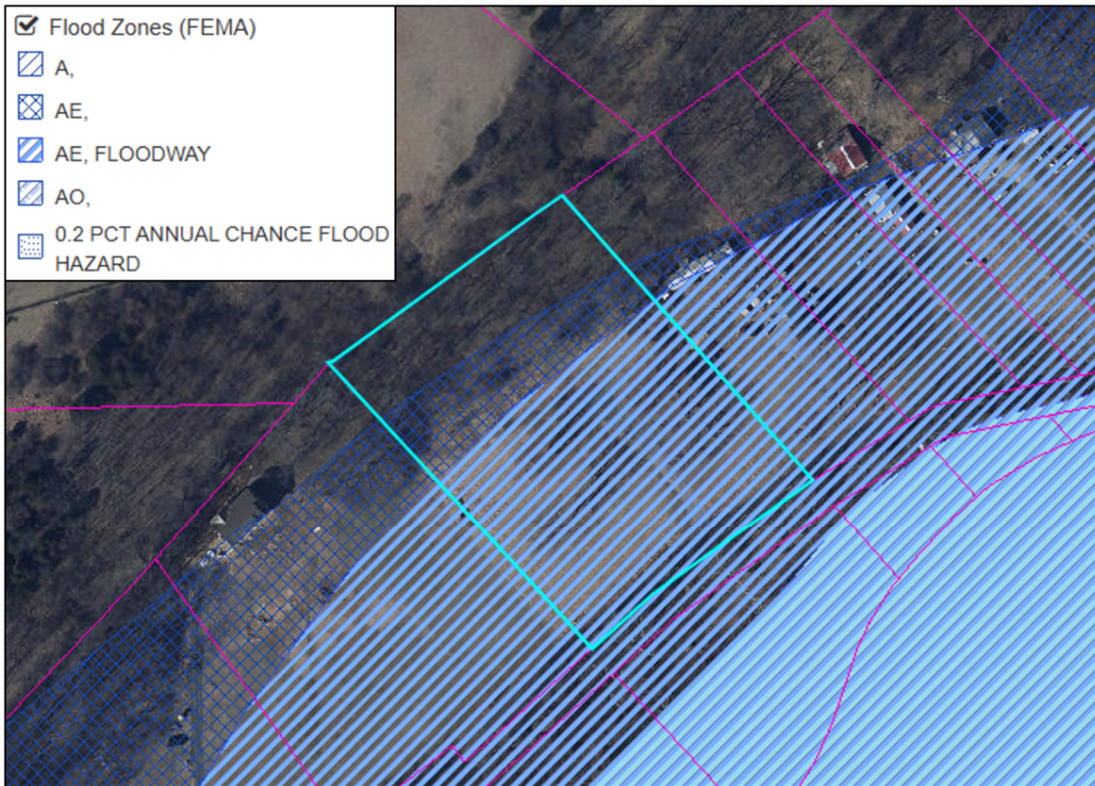 Flood Zones (FEMA)
A,
AE,
AE, FLOODWAY
AO,
0.2 PCT ANNUAL CHANCE FLOOD
HAZARD